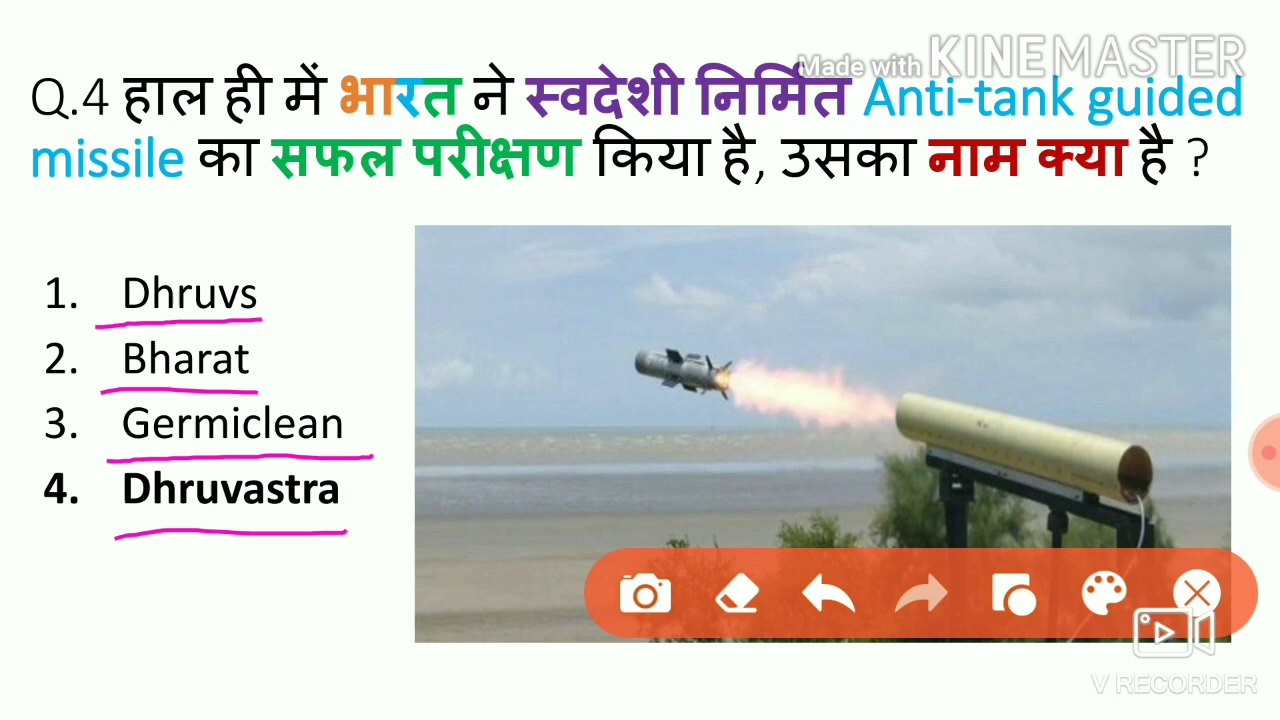 Made with KINEMASTER
Q.4 हाल ही में भारत ने स्वदेशी निर्मित Anti-tank guided
missile का सफल परीक्षण किया है, उसका नाम क्या है ?
1. Dhruvs
2. Bharat
3. Germiclean
4. Dhruvastra
V RECORDER